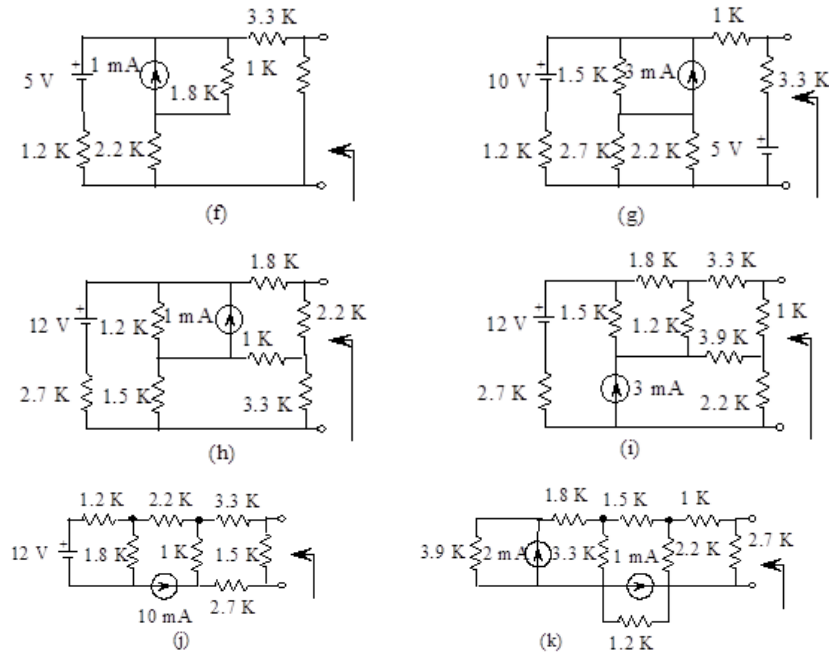 3.3 K
1 mA
1 K
5 V
1.8 K
1.2 K
2.2 K
(f)
1 K
10 V
1.5 K
3 mA
3.3 K
1.2 K
2.7 K
2.2 K
5 V
(g)
1.8 K
12 V
1.2 K
1 mA
2.2 K
1 K
2.7 K
1.5 K
3.3 K
(h)
1.8 K
3.3 K
12 V
1.5 K
1.2 K
1 K
3.9 K
2.7 K
3 mA
2.2 K
(i)
1.2 K
2.2 K
3.3 K
12 V
1.8 K
1 K
1.5 K
10 mA
2.7 K
(j)
1.8 K
1.5 K
1 K
3.9 K
2 mA
3.3 K
1 mA
2.2 K
2.7 K
1.2 K
(k)